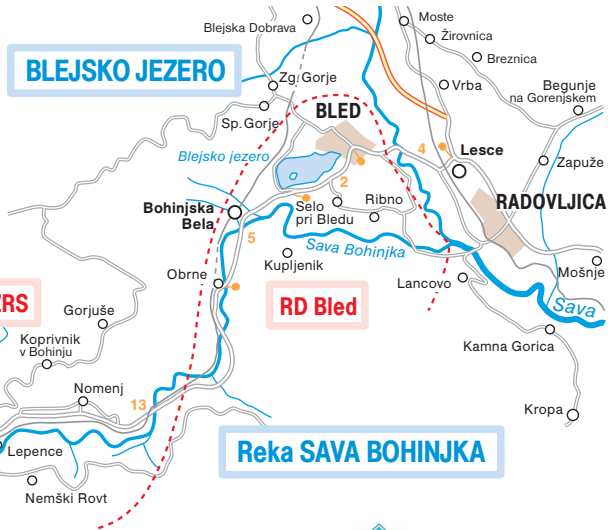 Moste
Blejska Dobrava
Žirovnica
Breznica
BLEJSKO JEZERO
Zg. Gorje
Vrba
Begunje
na Gorenjskem
Sp. Gorje
BLED
4
Lesce
Blejsko jezero
Zapuže
2
Ribno
RADOVLJICA
Bohinjska
Bela
Selo
pri Bledu
5
Sava Bohinjka
Kupljenik
Obrne
Lancovo
Mošnje
ERS
RD Bled
Sava
Gorjuše
Koprivnik
v Bohinju
Kamna Gorica
Nomenj
13
Kropa
Lepence
Reka SAVA BOHINJKA
Nemški Rovt